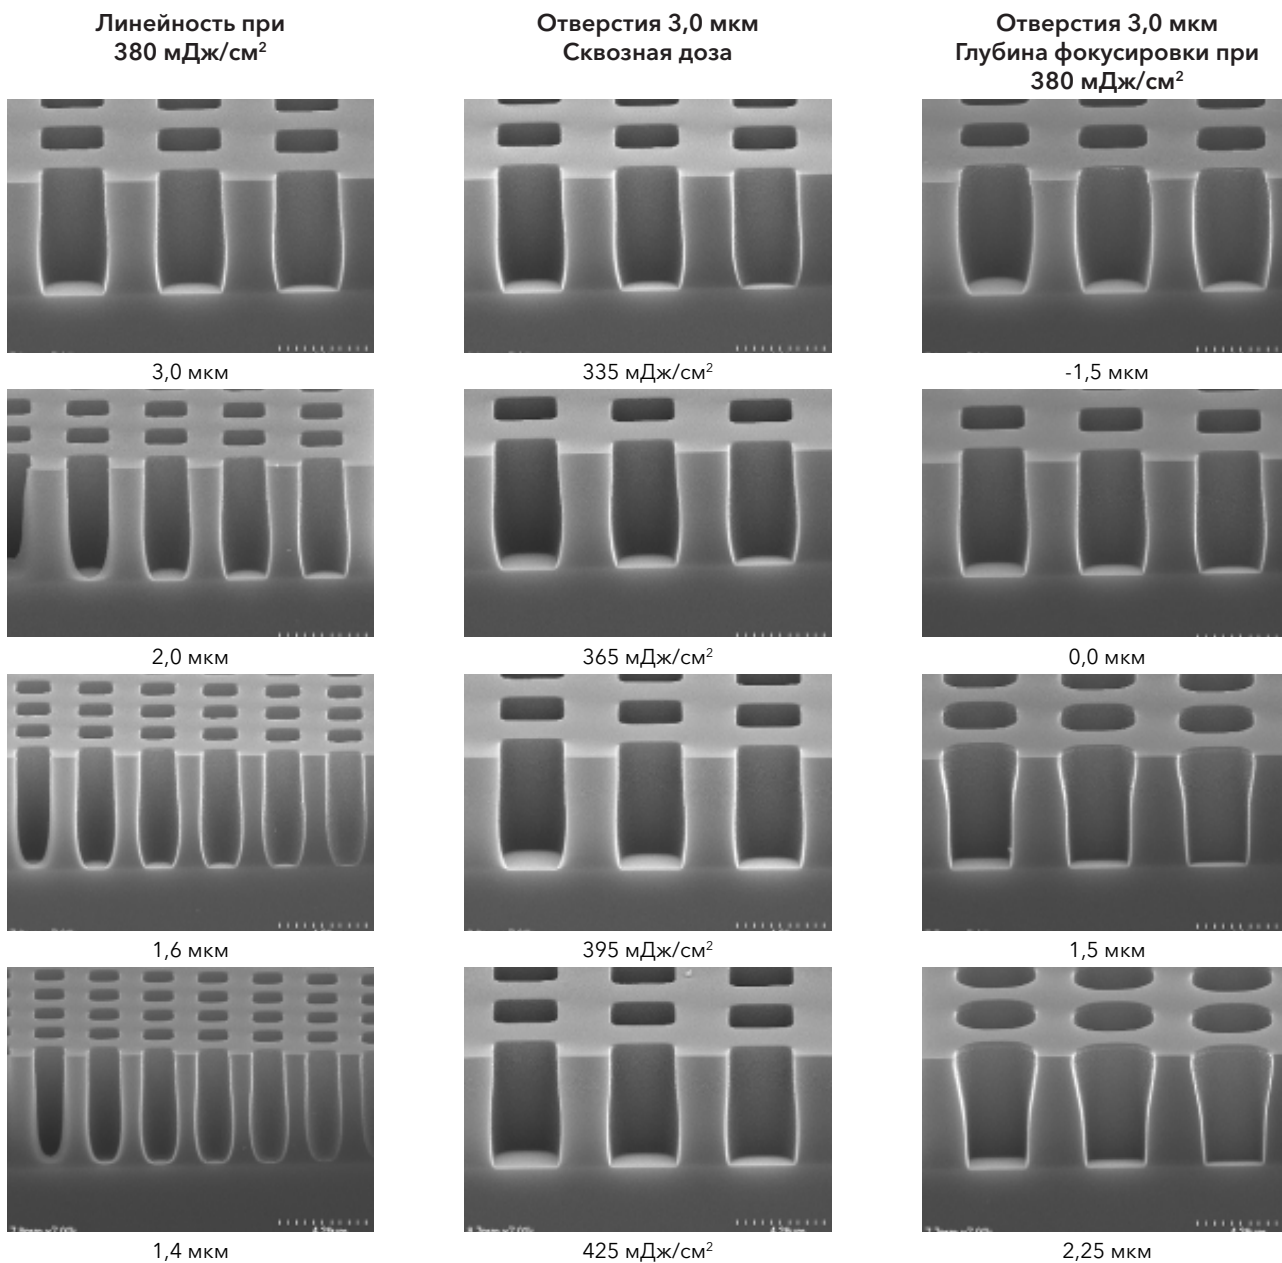 Линейность при
380 мДж/см²
Отверстия 3,0 мкм
Сквозная доза
Отверстия 3,0 мкм
Глубина фокусировки при
380 мДж/см²
3,0 мкм
335 мДж/см²
-1,5 мкм
2,0 мкм
365 мДж/см²
0,0 мкм
1,6 мкм
395 мДж/см²
1,5 мкм
1,4 мкм
425 мДж/см²
2,25 мкм